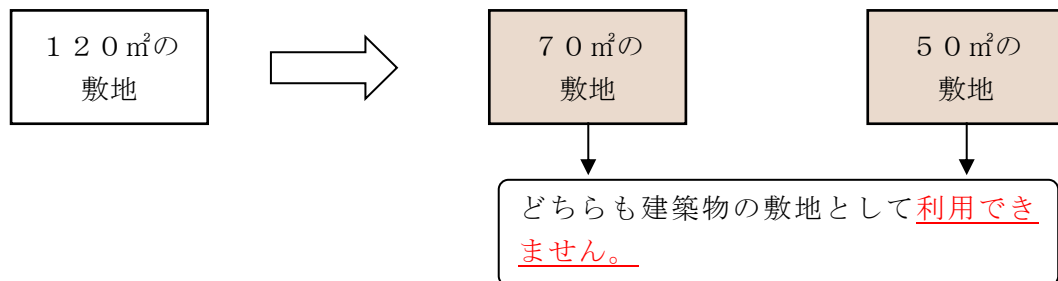 １２０㎡の
敷地
７０㎡の
敷地
５０㎡の
敷地
どちらも建築物の敷地として利用でき
ません。